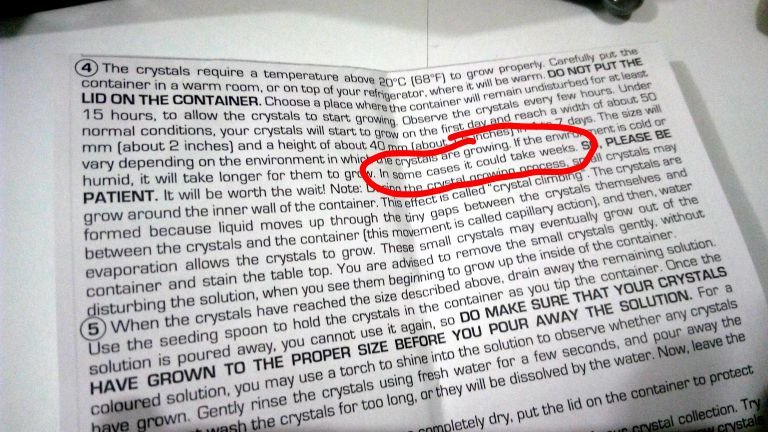 ④ The crystals require a temperature above 20°C (68°F) to grow properly. Carefully put the
container in a warm room, or on top of your refrigerator, where it will be warm. DO NOT PUT THE
LID ON THE CONTAINER. Choose a place where the container will remain undisturbed for at least
15 hours, to allow the crystals to start growing. Observe the crystals every few hours. Under
normal conditions, your crystals will start to grow on the first day and reach a width of about 50
mm (about 2 inches) and a height of about 40 mm (about inches) 7 days. The size will
vary depending on the environment in which the crystals are growing. If the environment is cold or
humid, it will take longer for them to grow. In some cases it could take weeks. SO, PLEASE BE
PATIENT. It will be worth the wait! Note: During the crystal growing process, small crystals may
grow around the inner wall of the container. This effect is called "crystal climbing". The crystals are
formed because liquid moves up through the tiny gaps between the crystals themselves and
between the crystals and the container (this movement is called capillary action), and then, water
evaporation allows the crystals to grow. These small crystals may eventually grow out of the
container and stain the table top. You are advised to remove the small crystals gently, without
disturbing the solution, when you see them beginning to grow up the inside of the container.
⑤ When the crystals have reached the size described above, drain away the remaining solution.
Use the seeding spoon to hold the crystals in the container as you tip the container. Once the
solution is poured away, you cannot use it again, so DO MAKE SURE THAT YOUR CRYSTALS
HAVE GROWN TO THE PROPER SIZE BEFORE YOU POUR AWAY THE SOLUTION. For a
coloured solution, you may use a torch to shine into the solution to observe whether any crystals
have grown. Gently rinse the crystals using fresh water for a few seconds, and pour away the
wash the crystals for too long, or they will be dissolved by the water. Now, leave the
completely dry, put the lid on the container to protect
crystal collection. Try
crystals